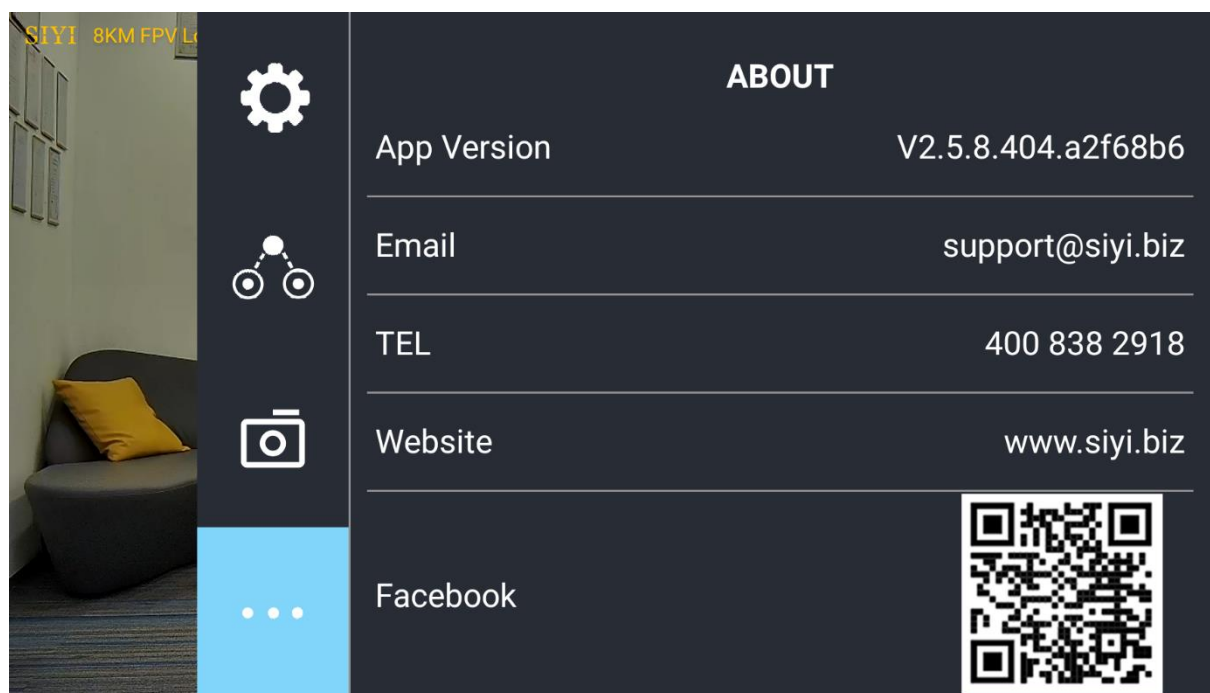 SIYI 8KM FPV
ABOUT
App Version V2.5.8.404.a2f68b6
Email support@siyi.biz
TEL 400 838 2918
Website www.siyi.biz
Facebook